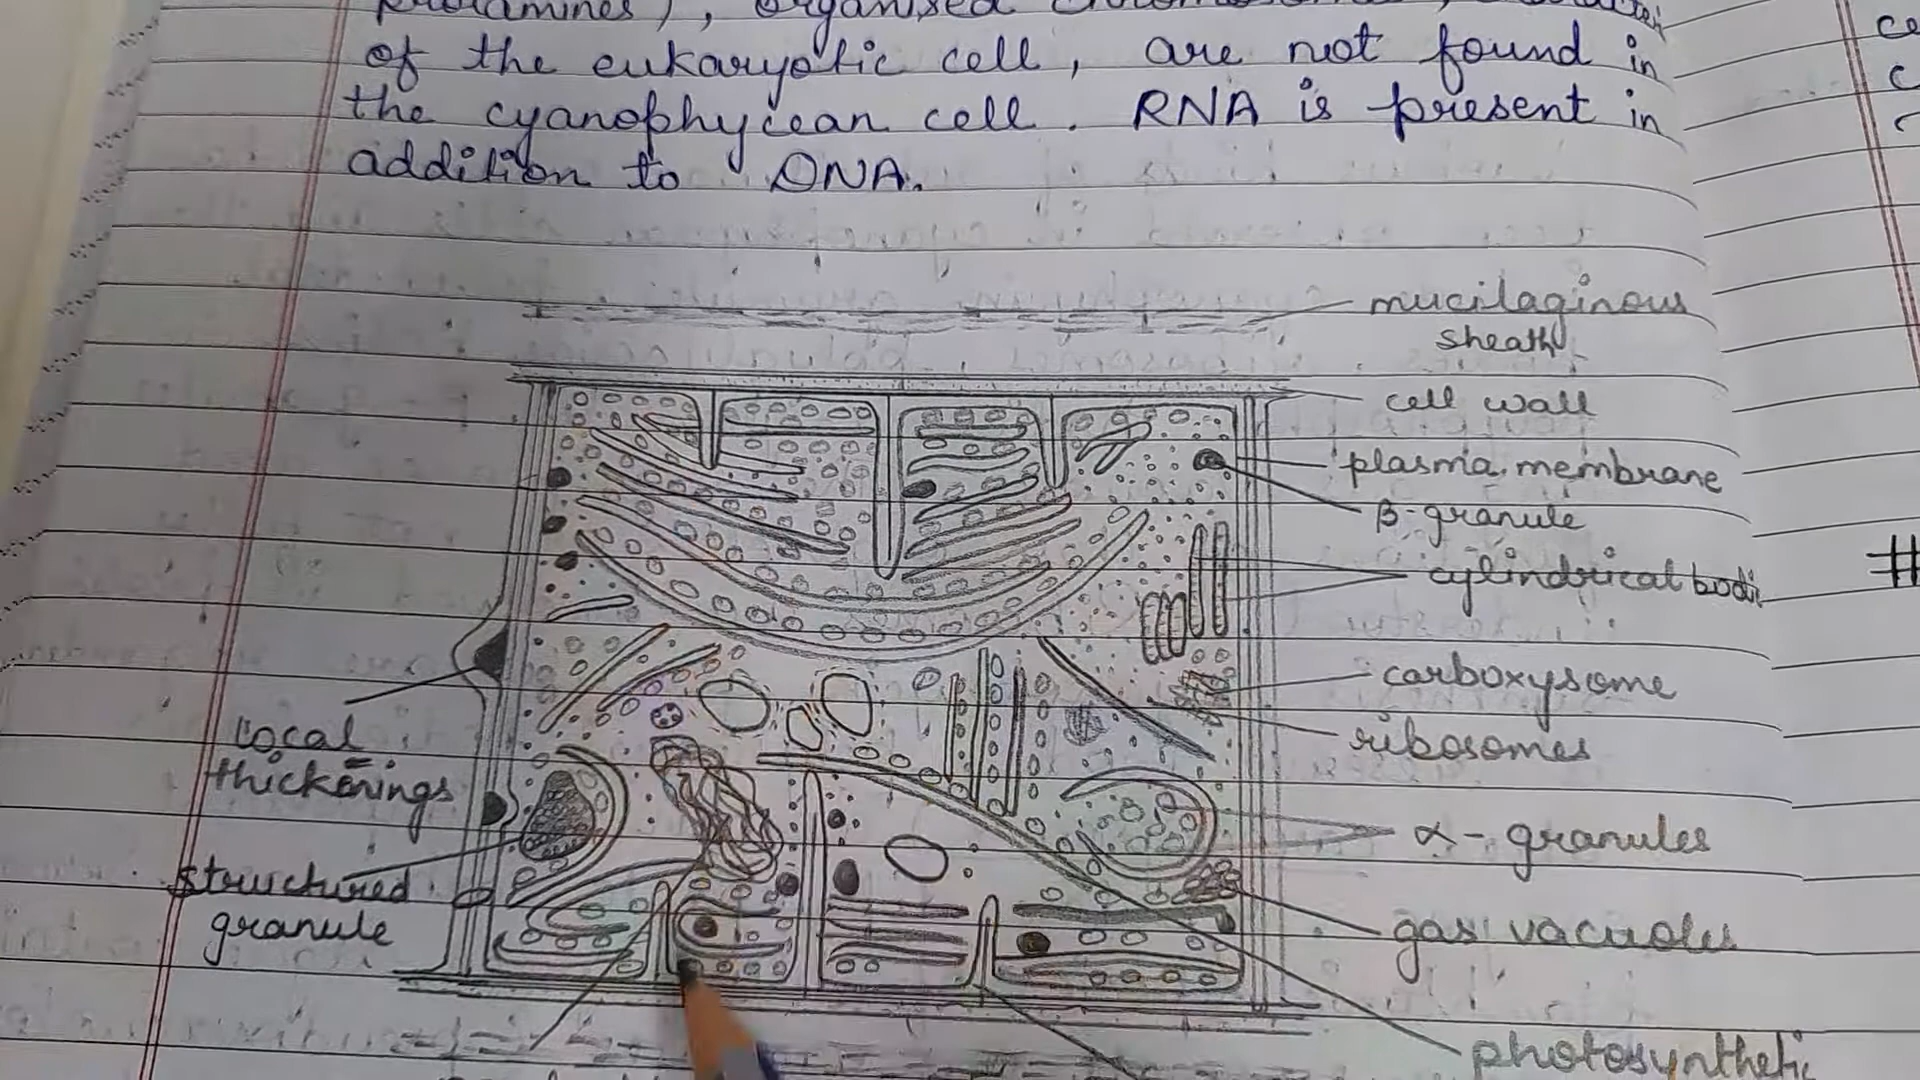 organised
of the eukaryotic cell, are not found in
the cyanophycean cell. RNA is present in
addition to DNA.
mucilaginous
sheath
cell wall
plasma membrane
β-granule
cylindrical bodi
carboxysome
ribosomes
local
thickenings
α-granules
structured
granule
gas vacuoles
photosynthetic
#